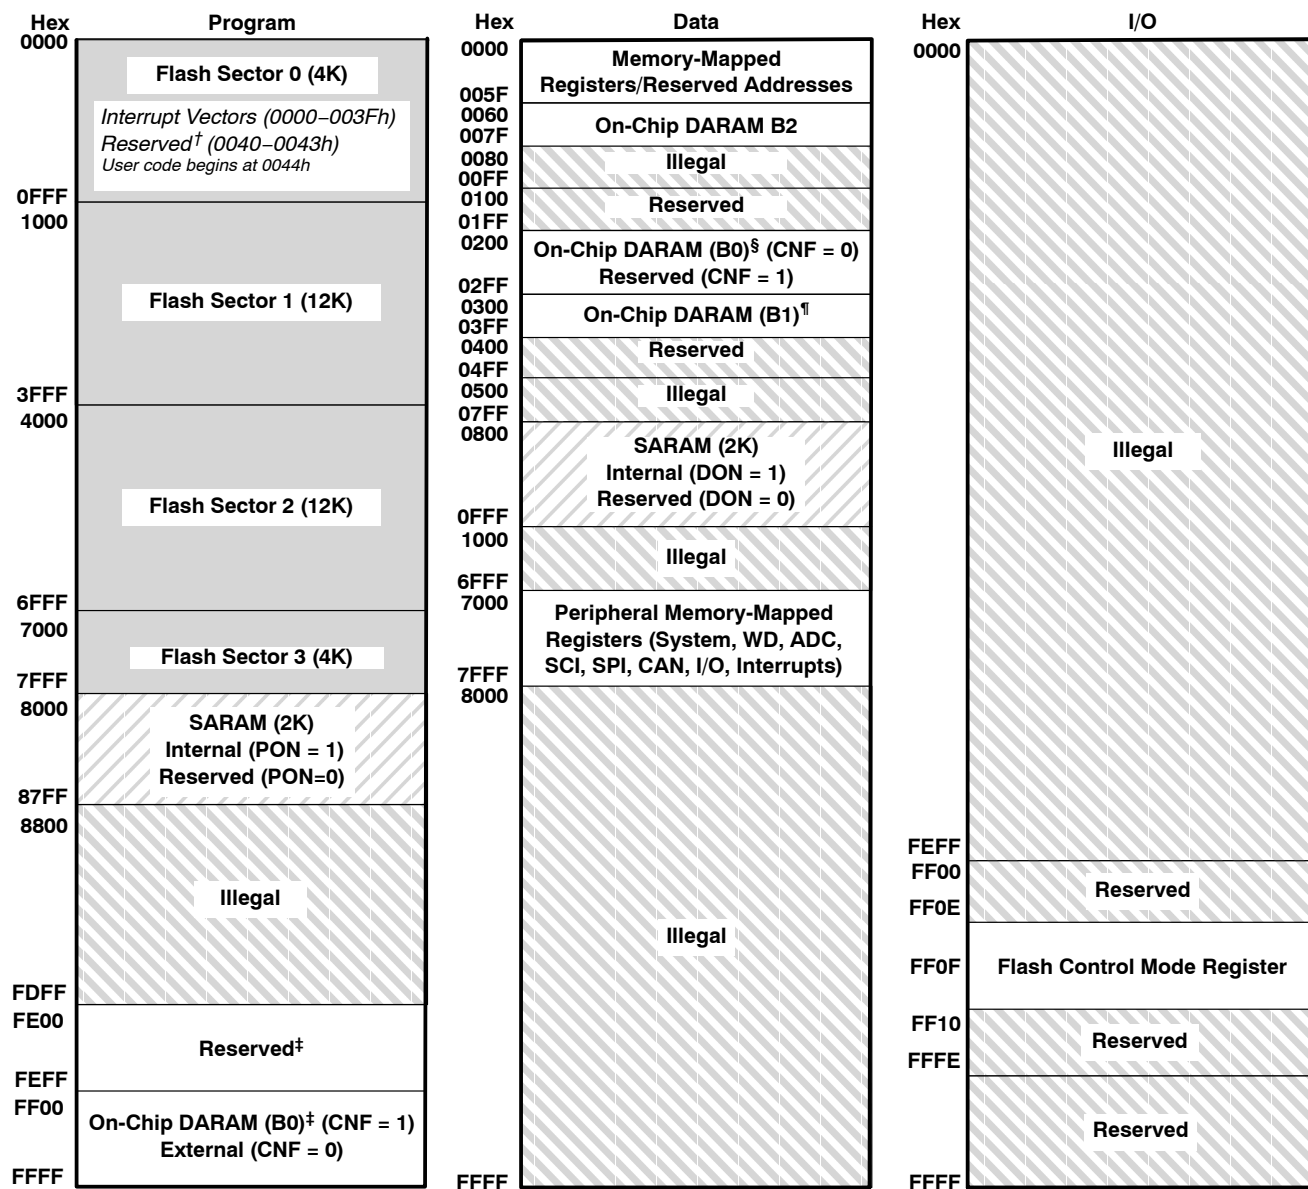 Hex Program
0000
Flash Sector 0 (4K)
Interrupt Vectors (0000–003Fh)
Reserved† (0040–0043h)
User code begins at 0044h
0FFF
1000
Flash Sector 1 (12K)
3FFF
4000
Flash Sector 2 (12K)
6FFF
7000
Flash Sector 3 (4K)
7FFF
8000
SARAM (2K)
Internal (PON = 1)
Reserved (PON=0)
87FF
8800
Illegal
FDFF
FE00
Reserved‡
FEFF
FF00
On-Chip DARAM (B0)‡ (CNF = 1)
External (CNF = 0)
FFFF
Hex Data
0000
Memory-Mapped
Registers/Reserved Addresses
005F
0060
On-Chip DARAM B2
007F
0080
Illegal
00FF
0100
Reserved
01FF
0200
On-Chip DARAM (B0)§ (CNF = 0)
Reserved (CNF = 1)
02FF
0300
On-Chip DARAM (B1)¶
03FF
0400
Reserved
04FF
0500
Illegal
07FF
0800
SARAM (2K)
Internal (DON = 1)
Reserved (DON = 0)
0FFF
1000
Illegal
6FFF
7000
Peripheral Memory-Mapped
Registers (System, WD, ADC,
SCI, SPI, CAN, I/O, Interrupts)
7FFF
8000
Illegal
FFFF
Hex I/O
0000
Illegal
FEFF
FF00
Reserved
FF0E
FF0F Flash Control Mode Register
FF10
Reserved
FFFE
Reserved
FFFF